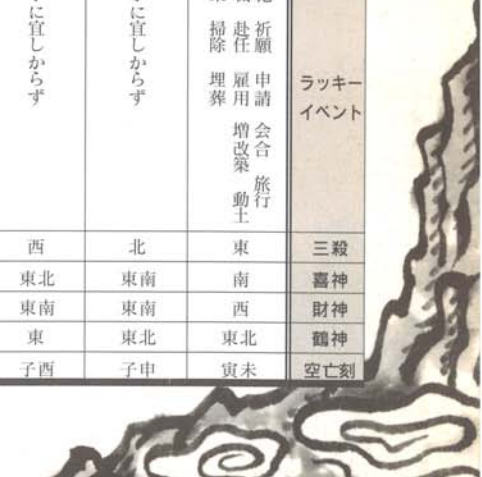 ラッキー
イベント
祈願 申請 会合 旅行
赴任 雇用 増改築 動土
掃除 埋葬
に宜しからず
に宜しからず
三殺 東 北 西
喜神 南 東南 東北
財神 西 東南 東南
鶴神 東北 東北 東
空亡刻 寅未 子申 子酉